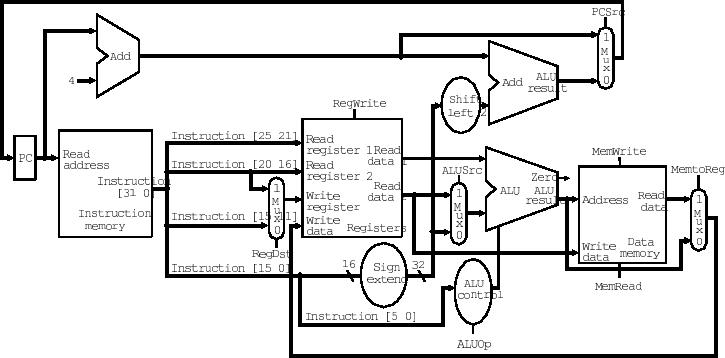 PCSrc
1
Mux
0
Add
4
Add
ALU
result
Shift
left 2
RegWrite
PC
Read
address
Instruction
[31 0]
Instruction
memory
Instruction [25 21]
Instruction [20 16]
Instruction [15 11]
Instruction [15 0]
1
Mux
0
RegDst
Read
register 1
Read
register 2
Write
register
Write
data
Read
data 1
Read
data
Registers
ALUSrc
1
Mux
0
Zero
ALU
ALU
result
MemWrite
Address
Read
data
Write
data
Data
memory
MemRead
MemtoReg
1
Mux
0
16
Sign
extend
32
ALU
control
Instruction [5 0]
ALUOp